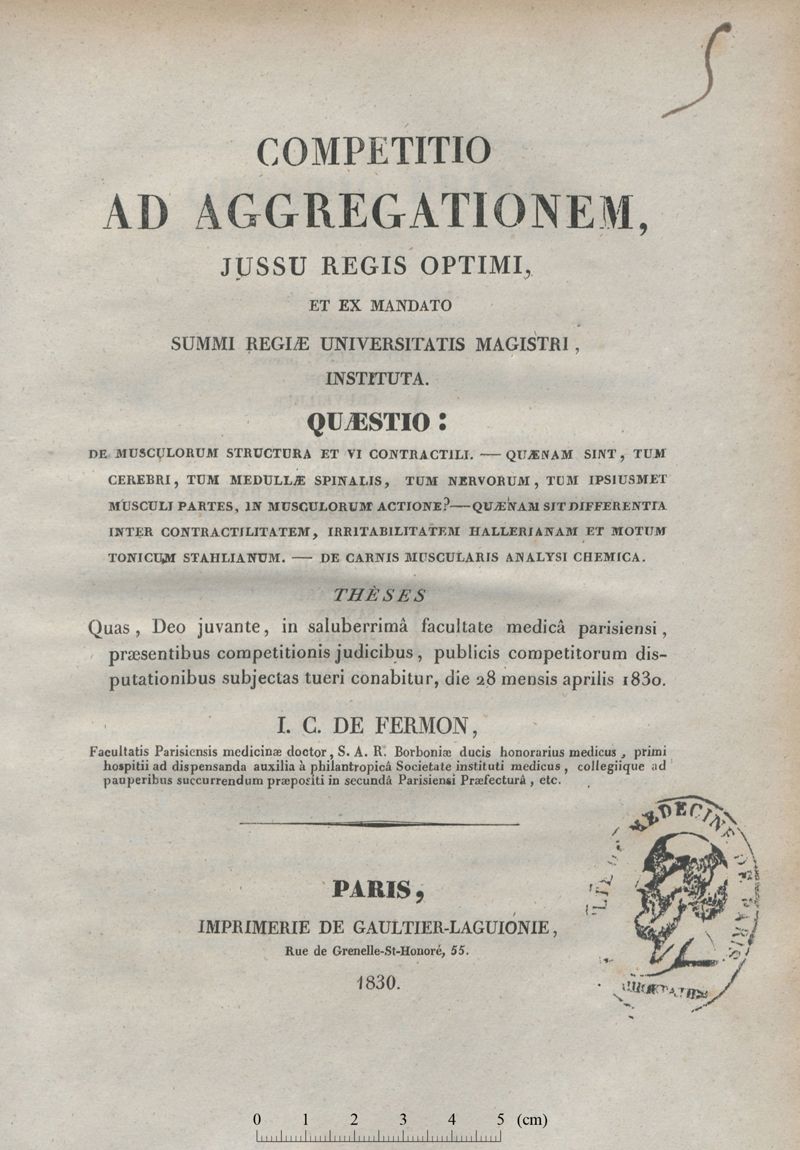 5
COMPETITIO
AD AGGREGATIONEM,
JUSSU REGIS OPTIMI,
ET EX MANDATO
SUMMI REGIÆ UNIVERSITATIS MAGISTRI,
INSTITUTA.
QUÆSTIO :
DE MUSCULORUM STRUCTURA ET VI CONTRACTILI. — QUÆNAM SINT, TUM
CEREBRI, TUM MEDULLÆ SPINALIS, TUM NERVORUM, TUM IPSIUSMET
MUSCULI PARTES, IN MUSCULORUM ACTIONE? — QUÆNAM SIT DIFFERENTIA
INTER CONTRACTILITATEM, IRRITABILITATEM HALLERIANAM ET MOTUM
TONICUM STAHLIANUM. — DE CARNIS MUSCULARIS ANALYSI CHEMICA.
THÈSES
Quas, Deo juvante, in saluberrimâ facultate medicâ parisiensi,
præsentibus competitionis judicibus, publicis competitorum dis-
putationibus subjectas tueri conabitur, die 28 mensis aprilis 1830.
I. C. DE FERMON,
Facultatis Parisiensis medicinæ doctor, S. A. R. Borboniæ ducis honorarius medicus, primi
hospitii ad dispensanda auxilia à philantropicâ Societate instituti medicus, collegiique ad
pauperibus succurrendum præpositi in secundâ Parisiensi Præfecturâ, etc.
MEDECINE DE PARIS
PARIS,
IMPRIMERIE DE GAULTIER-LAGUIONIE,
Rue de Grenelle-St-Honoré, 55.
1830.
0 1 2 3 4 5 (cm)